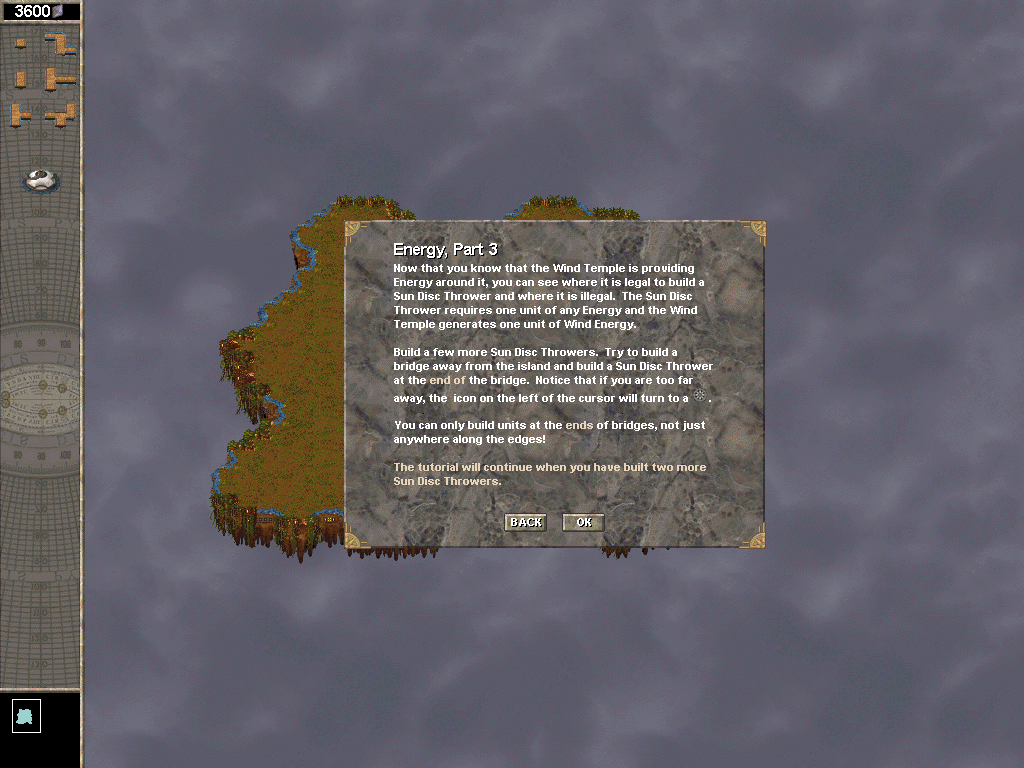 3600
Energy, Part 3
Now that you know that the Wind Temple is providing
Energy around it, you can see where it is legal to build a
Sun Disc Thrower and where it is illegal. The Sun Disc
Thrower requires one unit of any Energy and the Wind
Temple generates one unit of Wind Energy.
Build a few more Sun Disc Throwers. Try to build a
bridge away from the island and build a Sun Disc Thrower
at the end of the bridge. Notice that if you are too far
away, the icon on the left of the cursor will turn to a .
You can only build units at the ends of bridges, not just
anywhere along the edges!
The tutorial will continue when you have built two more
Sun Disc Throwers.
BACK OK